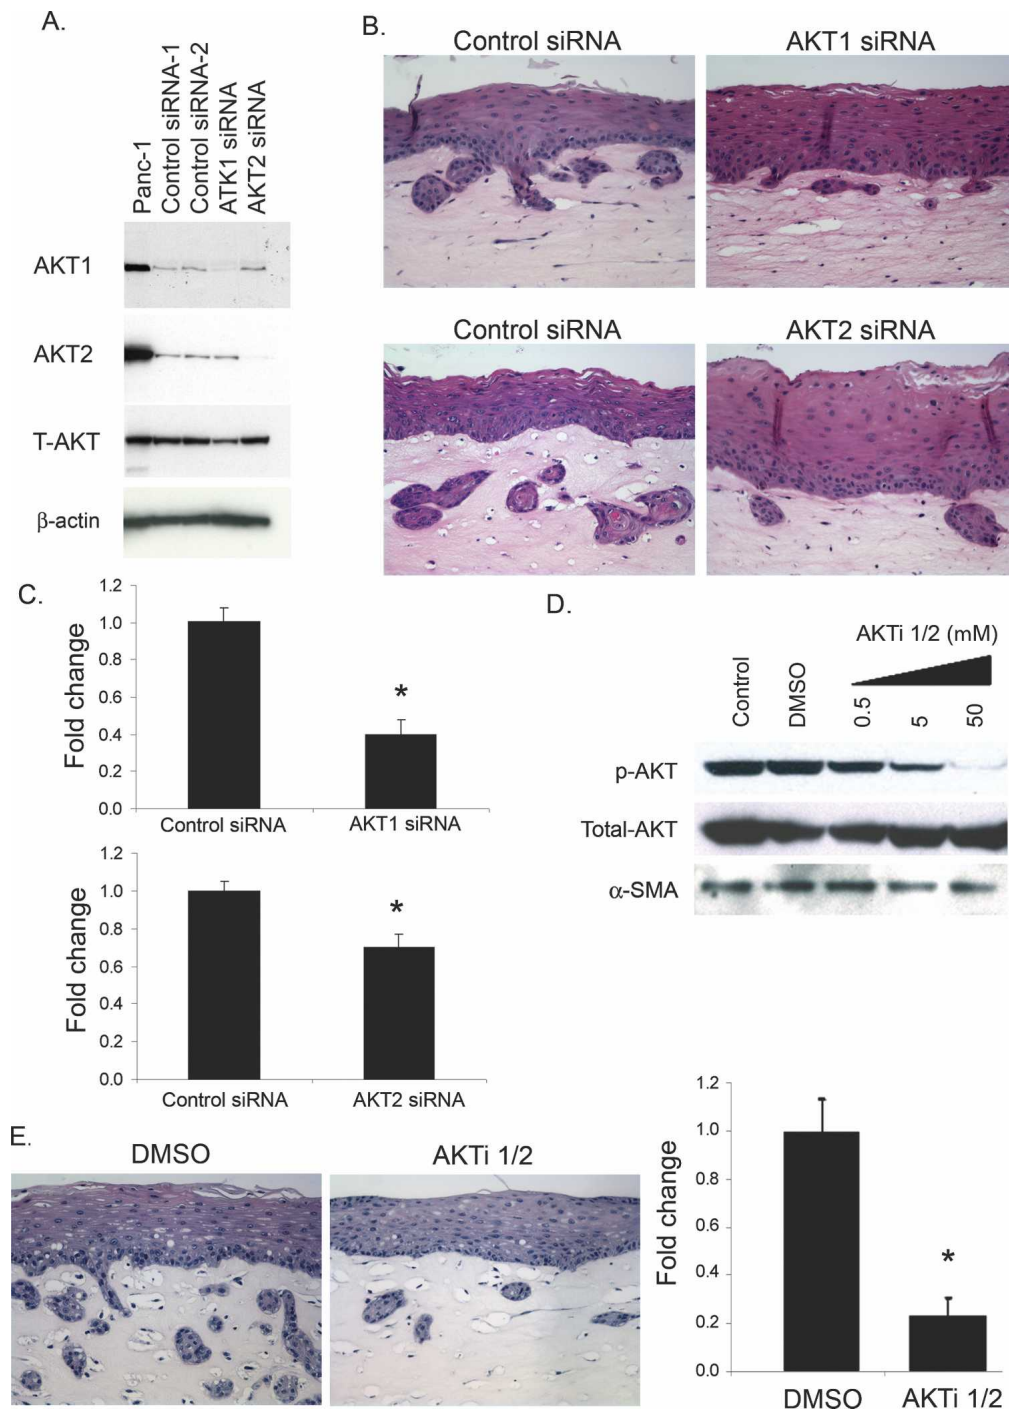 A.
Panc-1
Control siRNA-1
Control siRNA-2
ATK1 siRNA
AKT2 siRNA
AKT1
AKT2
T-AKT
β-actin
B.
Control siRNA
AKT1 siRNA
Control siRNA
AKT2 siRNA
C.
Fold change
1.2
1.0
0.8
0.6
0.4
0.2
0.0
*
Control siRNA
AKT1 siRNA
Fold change
1.2
1.0
0.8
0.6
0.4
0.2
0.0
*
Control siRNA
AKT2 siRNA
D.
AKTi 1/2 (mM)
Control
DMSO
0.5
5
50
p-AKT
Total-AKT
α-SMA
E.
DMSO
AKTi 1/2
Fold change
1.2
1.0
0.8
0.6
0.4
0.2
0.0
*
DMSO
AKTi 1/2